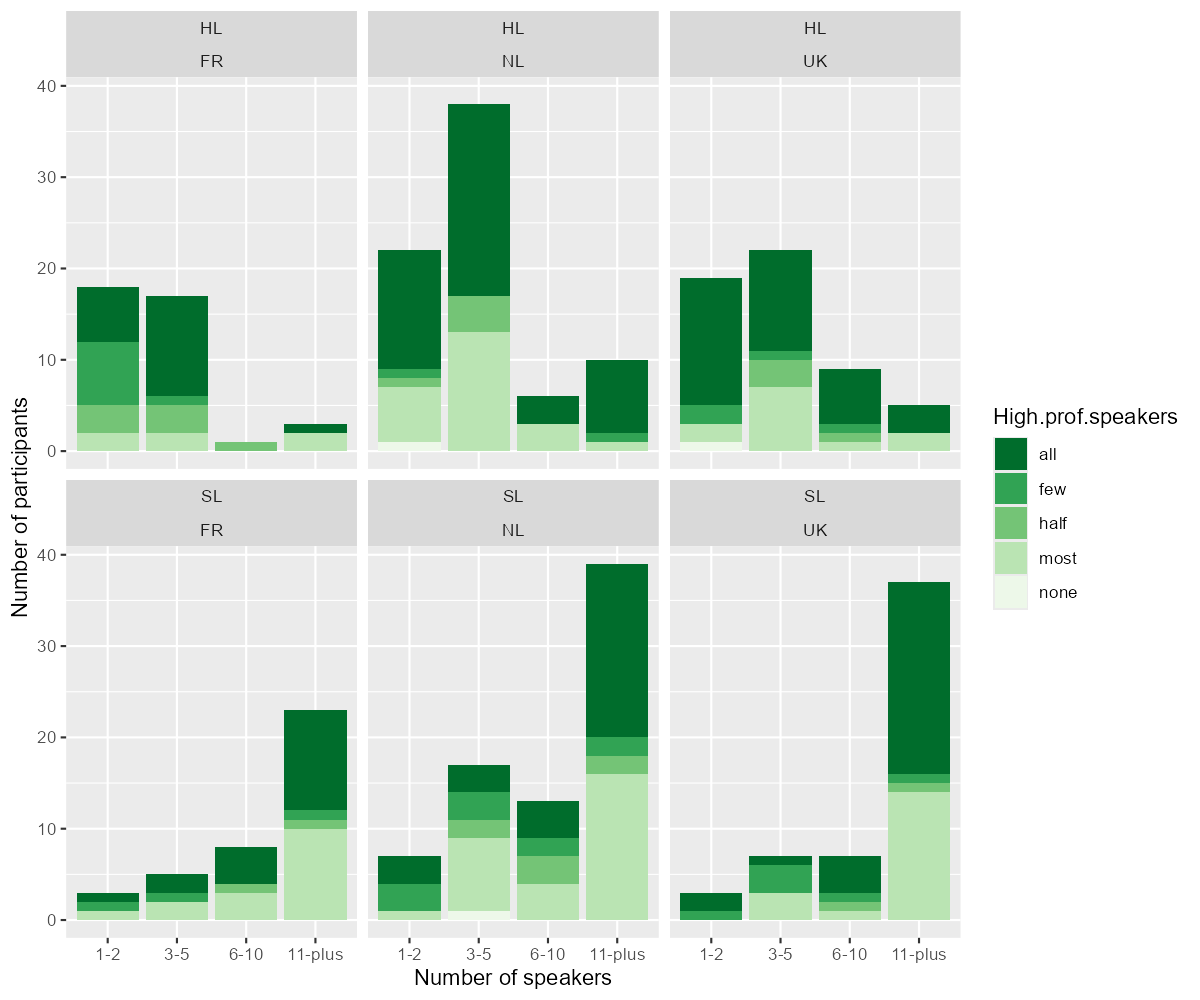 HL
FR
HL
NL
HL
UK
40
30
20
10
0
SL
FR
SL
NL
SL
UK
40
30
20
10
0
1-2
3-5
6-10
11-plus
1-2
3-5
6-10
11-plus
1-2
3-5
6-10
11-plus
Number of speakers
Number of participants
High.prof.speakers
all
few
half
most
none